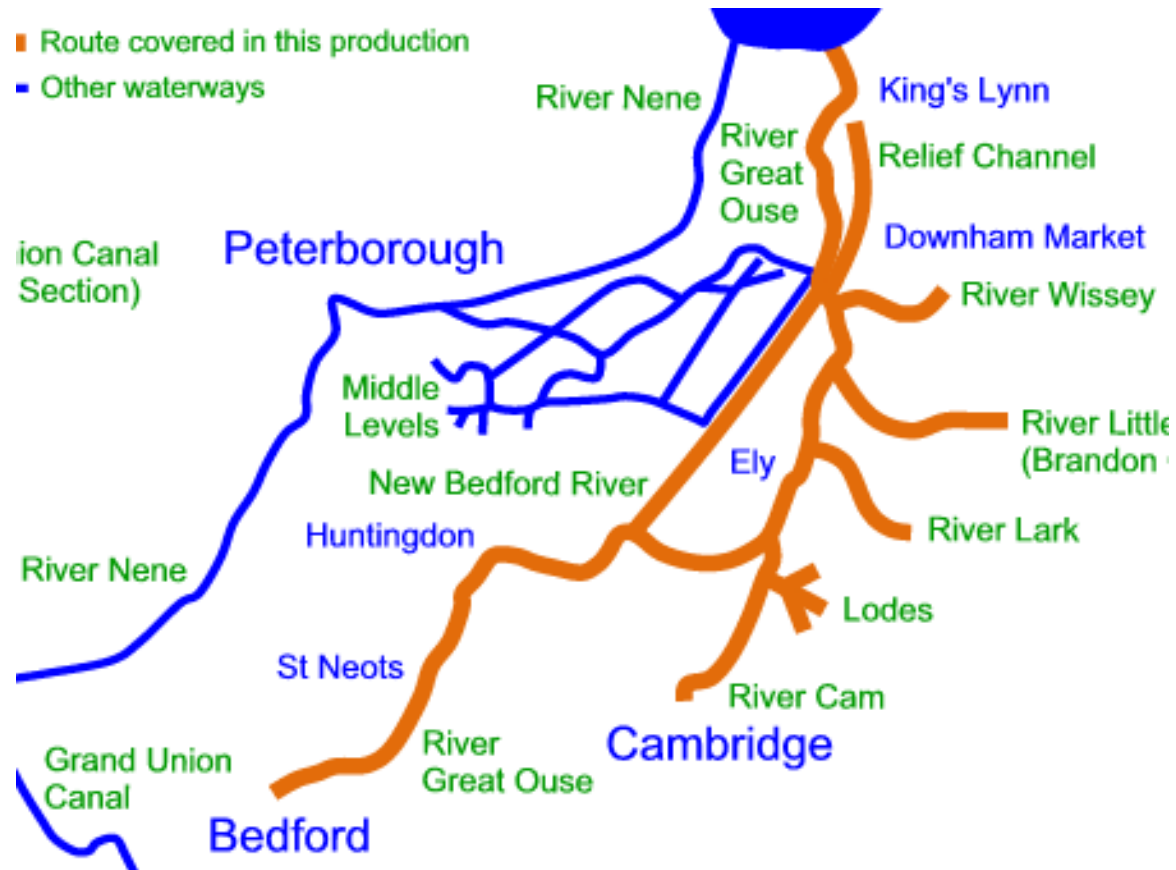 Route covered in this production
Other waterways
River Nene
King's Lynn
River
Great
Ouse
Relief Channel
Peterborough
Downham Market
ion Canal
Section)
River Wissey
Middle
Levels
River Little
(Brandon
Ely
New Bedford River
Huntingdon
River Lark
River Nene
Lodes
St Neots
River Cam
Cambridge
River
Great Ouse
Grand Union
Canal
Bedford